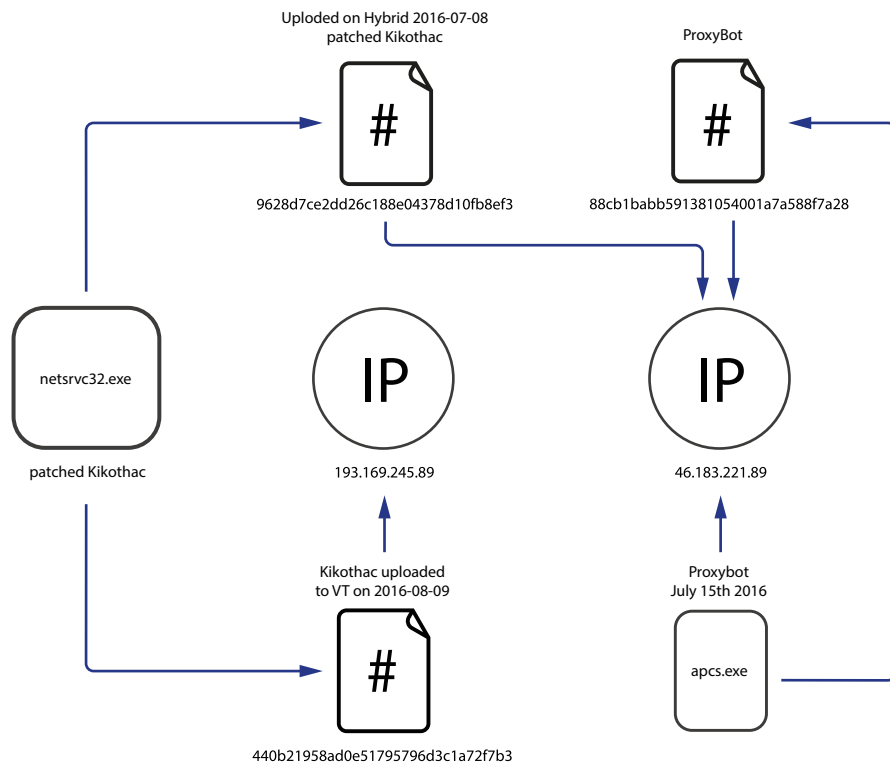 Uploded on Hybrid 2016-07-08
patched Kikothac
ProxyBot
#
#
9628d7ce2dd26c188e04378d10fb8ef3
88cb1babb591381054001a7a588f7a28
netsrvc32.exe
IP
IP
patched Kikothac
193.169.245.89
46.183.221.89
Kikothac uploaded
to VT on 2016-08-09
Proxybot
July 15th 2016
#
apcs.exe
440b21958ad0e51795796d3c1a72f7b3